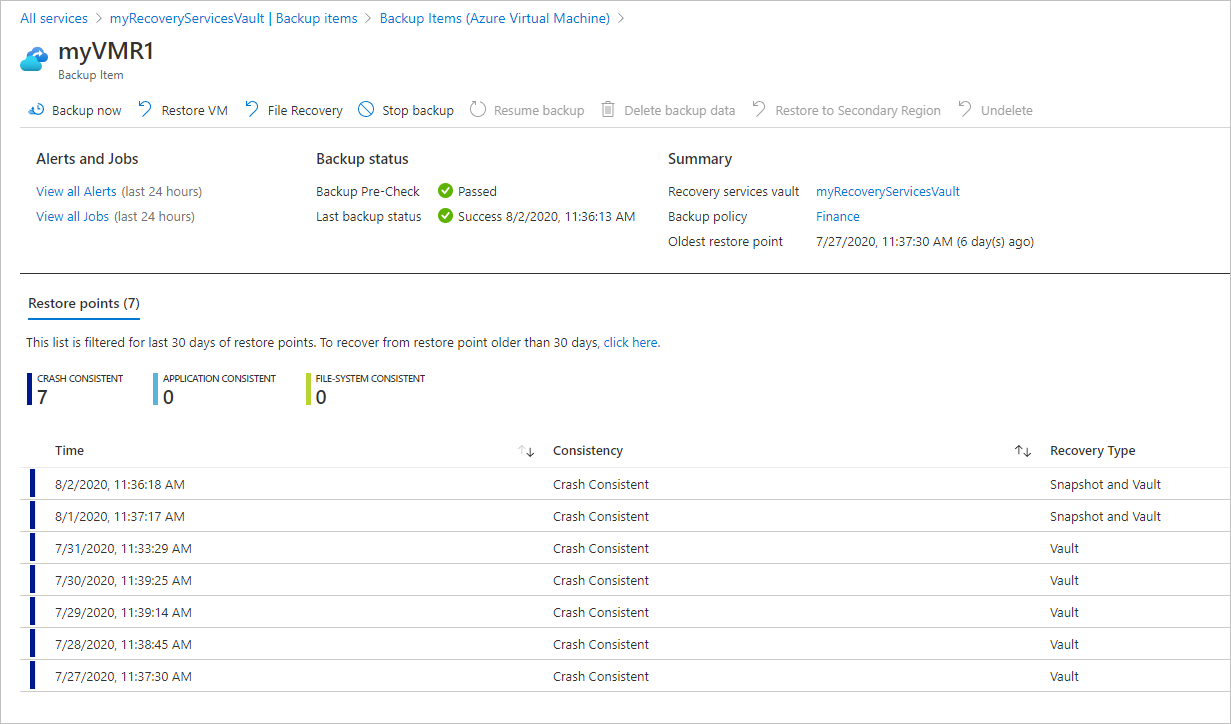 All services > myRecoveryServicesVault | Backup items > Backup Items (Azure Virtual Machine) >
myVMR1
Backup Item
Backup now Restore VM File Recovery Stop backup Resume backup Delete backup data Restore to Secondary Region Undelete
Alerts and Jobs Backup status Summary
View all Alerts (last 24 hours) Backup Pre-Check Passed Recovery services vault myRecoveryServicesVault
View all Jobs (last 24 hours) Last backup status Success 8/2/2020, 11:36:13 AM Backup policy Finance
Oldest restore point 7/27/2020, 11:37:30 AM (6 day(s) ago)
Restore points (7)
This list is filtered for last 30 days of restore points. To recover from restore point older than 30 days, click here.
CRASH CONSISTENT APPLICATION CONSISTENT FILE-SYSTEM CONSISTENT
7 0 0
Time Consistency Recovery Type
8/2/2020, 11:36:18 AM Crash Consistent Snapshot and Vault
8/1/2020, 11:37:17 AM Crash Consistent Snapshot and Vault
7/31/2020, 11:33:29 AM Crash Consistent Vault
7/30/2020, 11:39:25 AM Crash Consistent Vault
7/29/2020, 11:39:14 AM Crash Consistent Vault
7/28/2020, 11:38:45 AM Crash Consistent Vault
7/27/2020, 11:37:30 AM Crash Consistent Vault